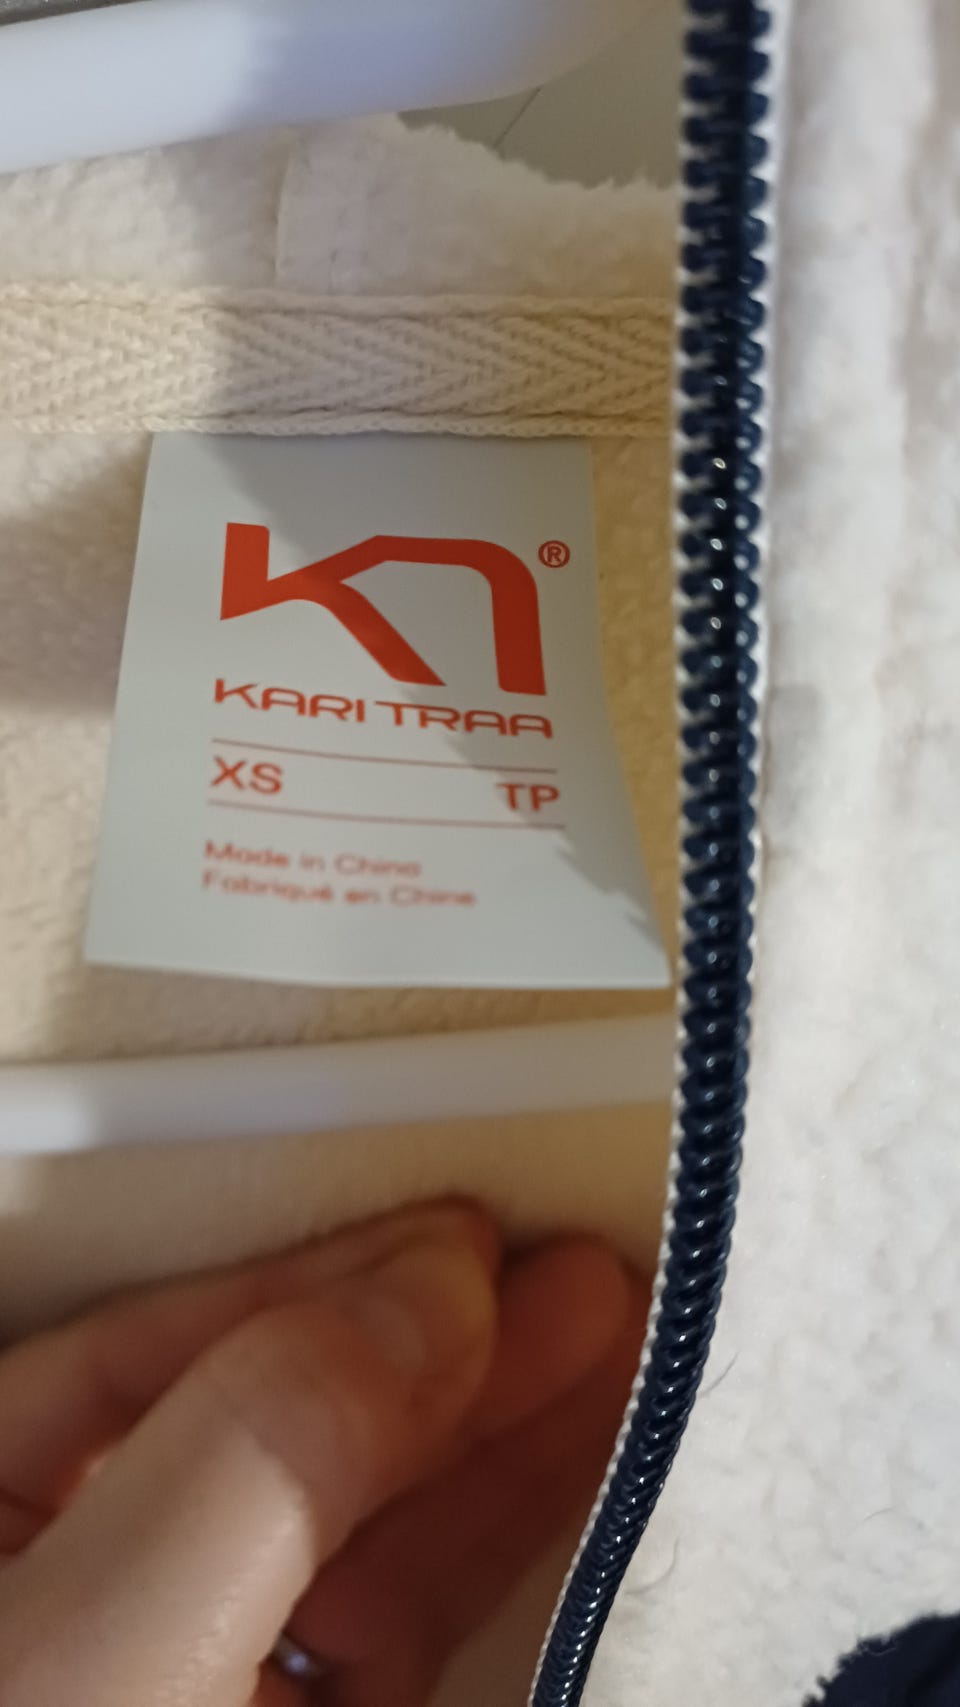 KARI TRAA
XS TP
Made in China
Fabriqué en Chine